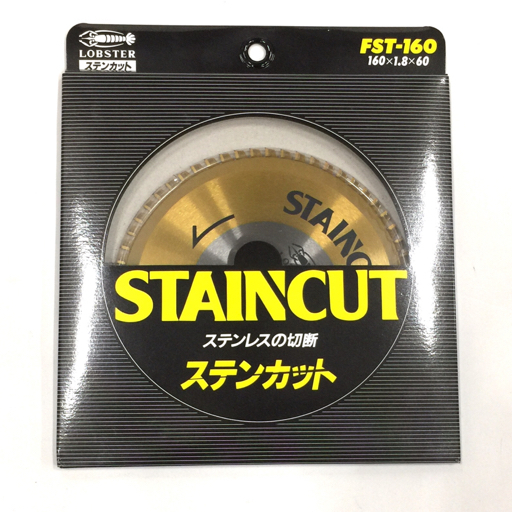 LOBSTER
ステンカット
FST-160
160×1.8×60
STAINC
STAINCUT
ステンレスの切断
ステンカット